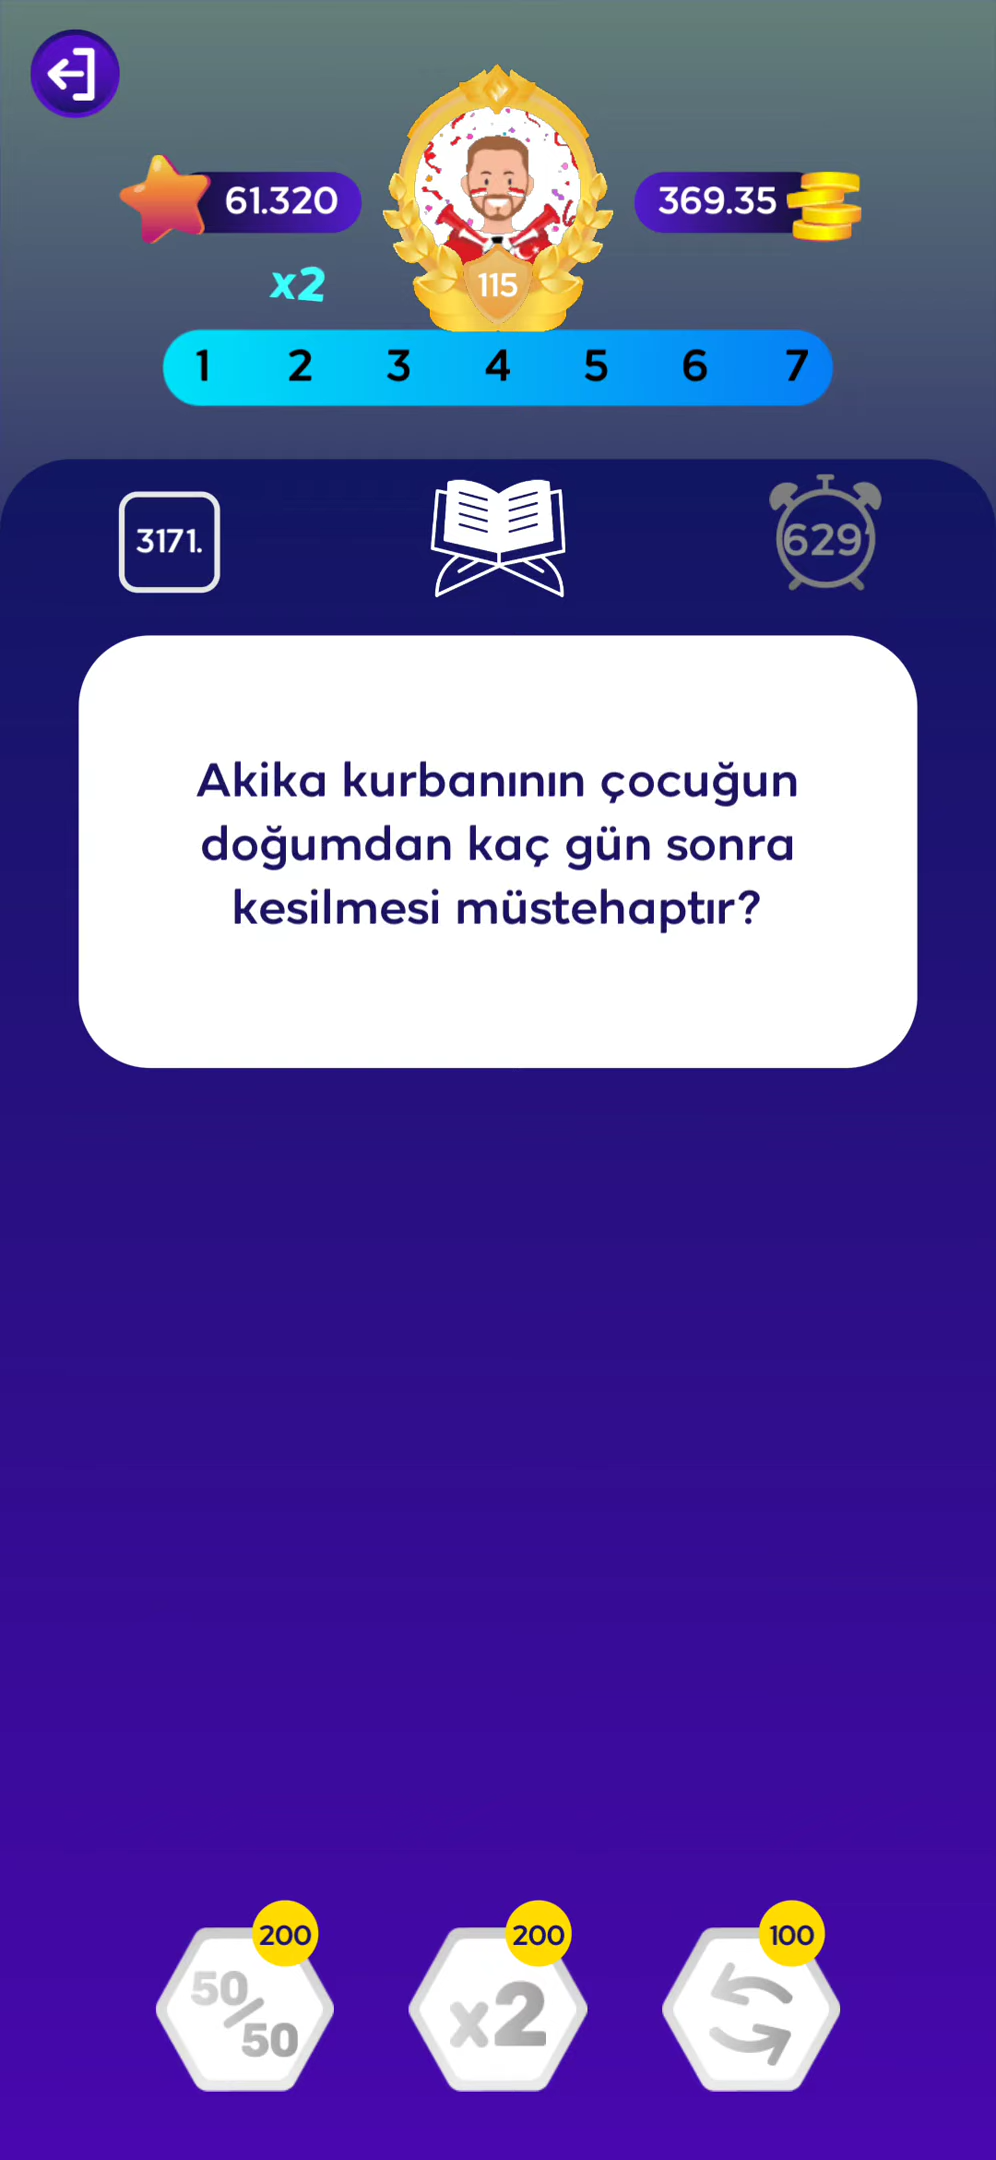 61.320
369.35
x2
115
1 2 3 4 5 6 7
3171.
629
Akika kurbanının çocuğun
doğumdan kaç gün sonra
kesilmesi müstehaptır?
200
200
100
50/50
x2